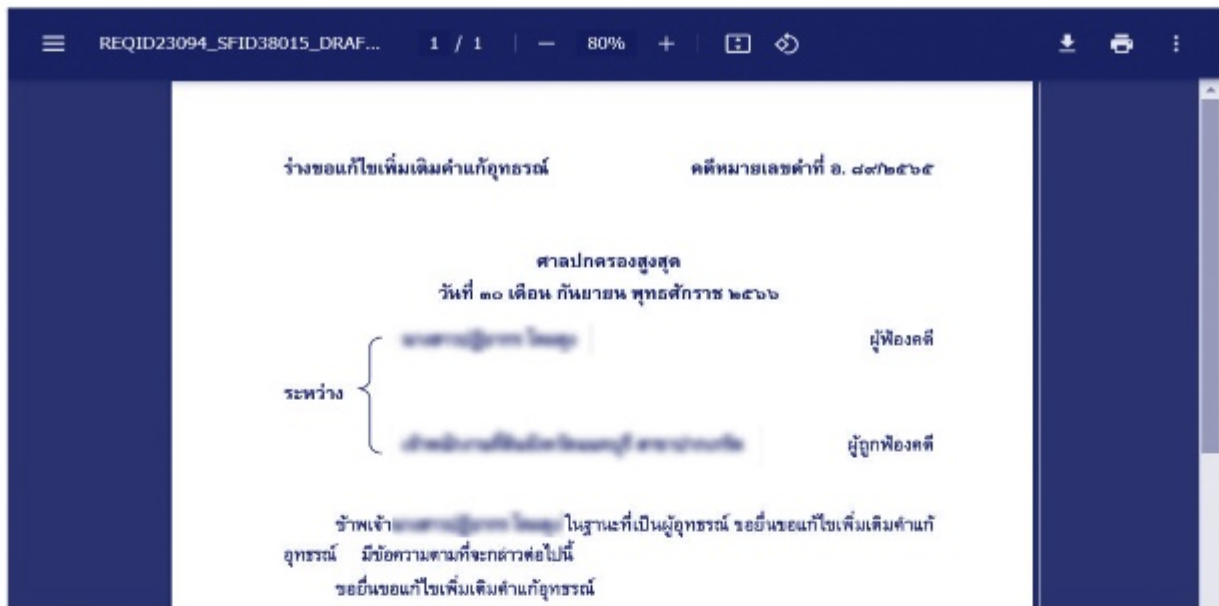 REQID23094_SFID38015_DRAF... 1 / 1 80%
ร่างขอแก้ไขเพิ่มเติมคำแก้อุทธรณ์ คดีหมายเลขดำที่ อ. ๘๙/๒๕๖๕
ศาลปกครองสูงสุด
วันที่ ๓๐ เดือน กันยายน พุทธศักราช ๒๕๖๖
ผู้ฟ้องคดี
ระหว่าง
ผู้ถูกฟ้องคดี
ข้าพเจ้า ในฐานะที่เป็นผู้อุทธรณ์ ขอยื่นขอแก้ไขเพิ่มเติมคำแก้
อุทธรณ์ มีข้อความตามที่จะกล่าวต่อไปนี้
ขอยื่นขอแก้ไขเพิ่มเติมคำแก้อุทธรณ์